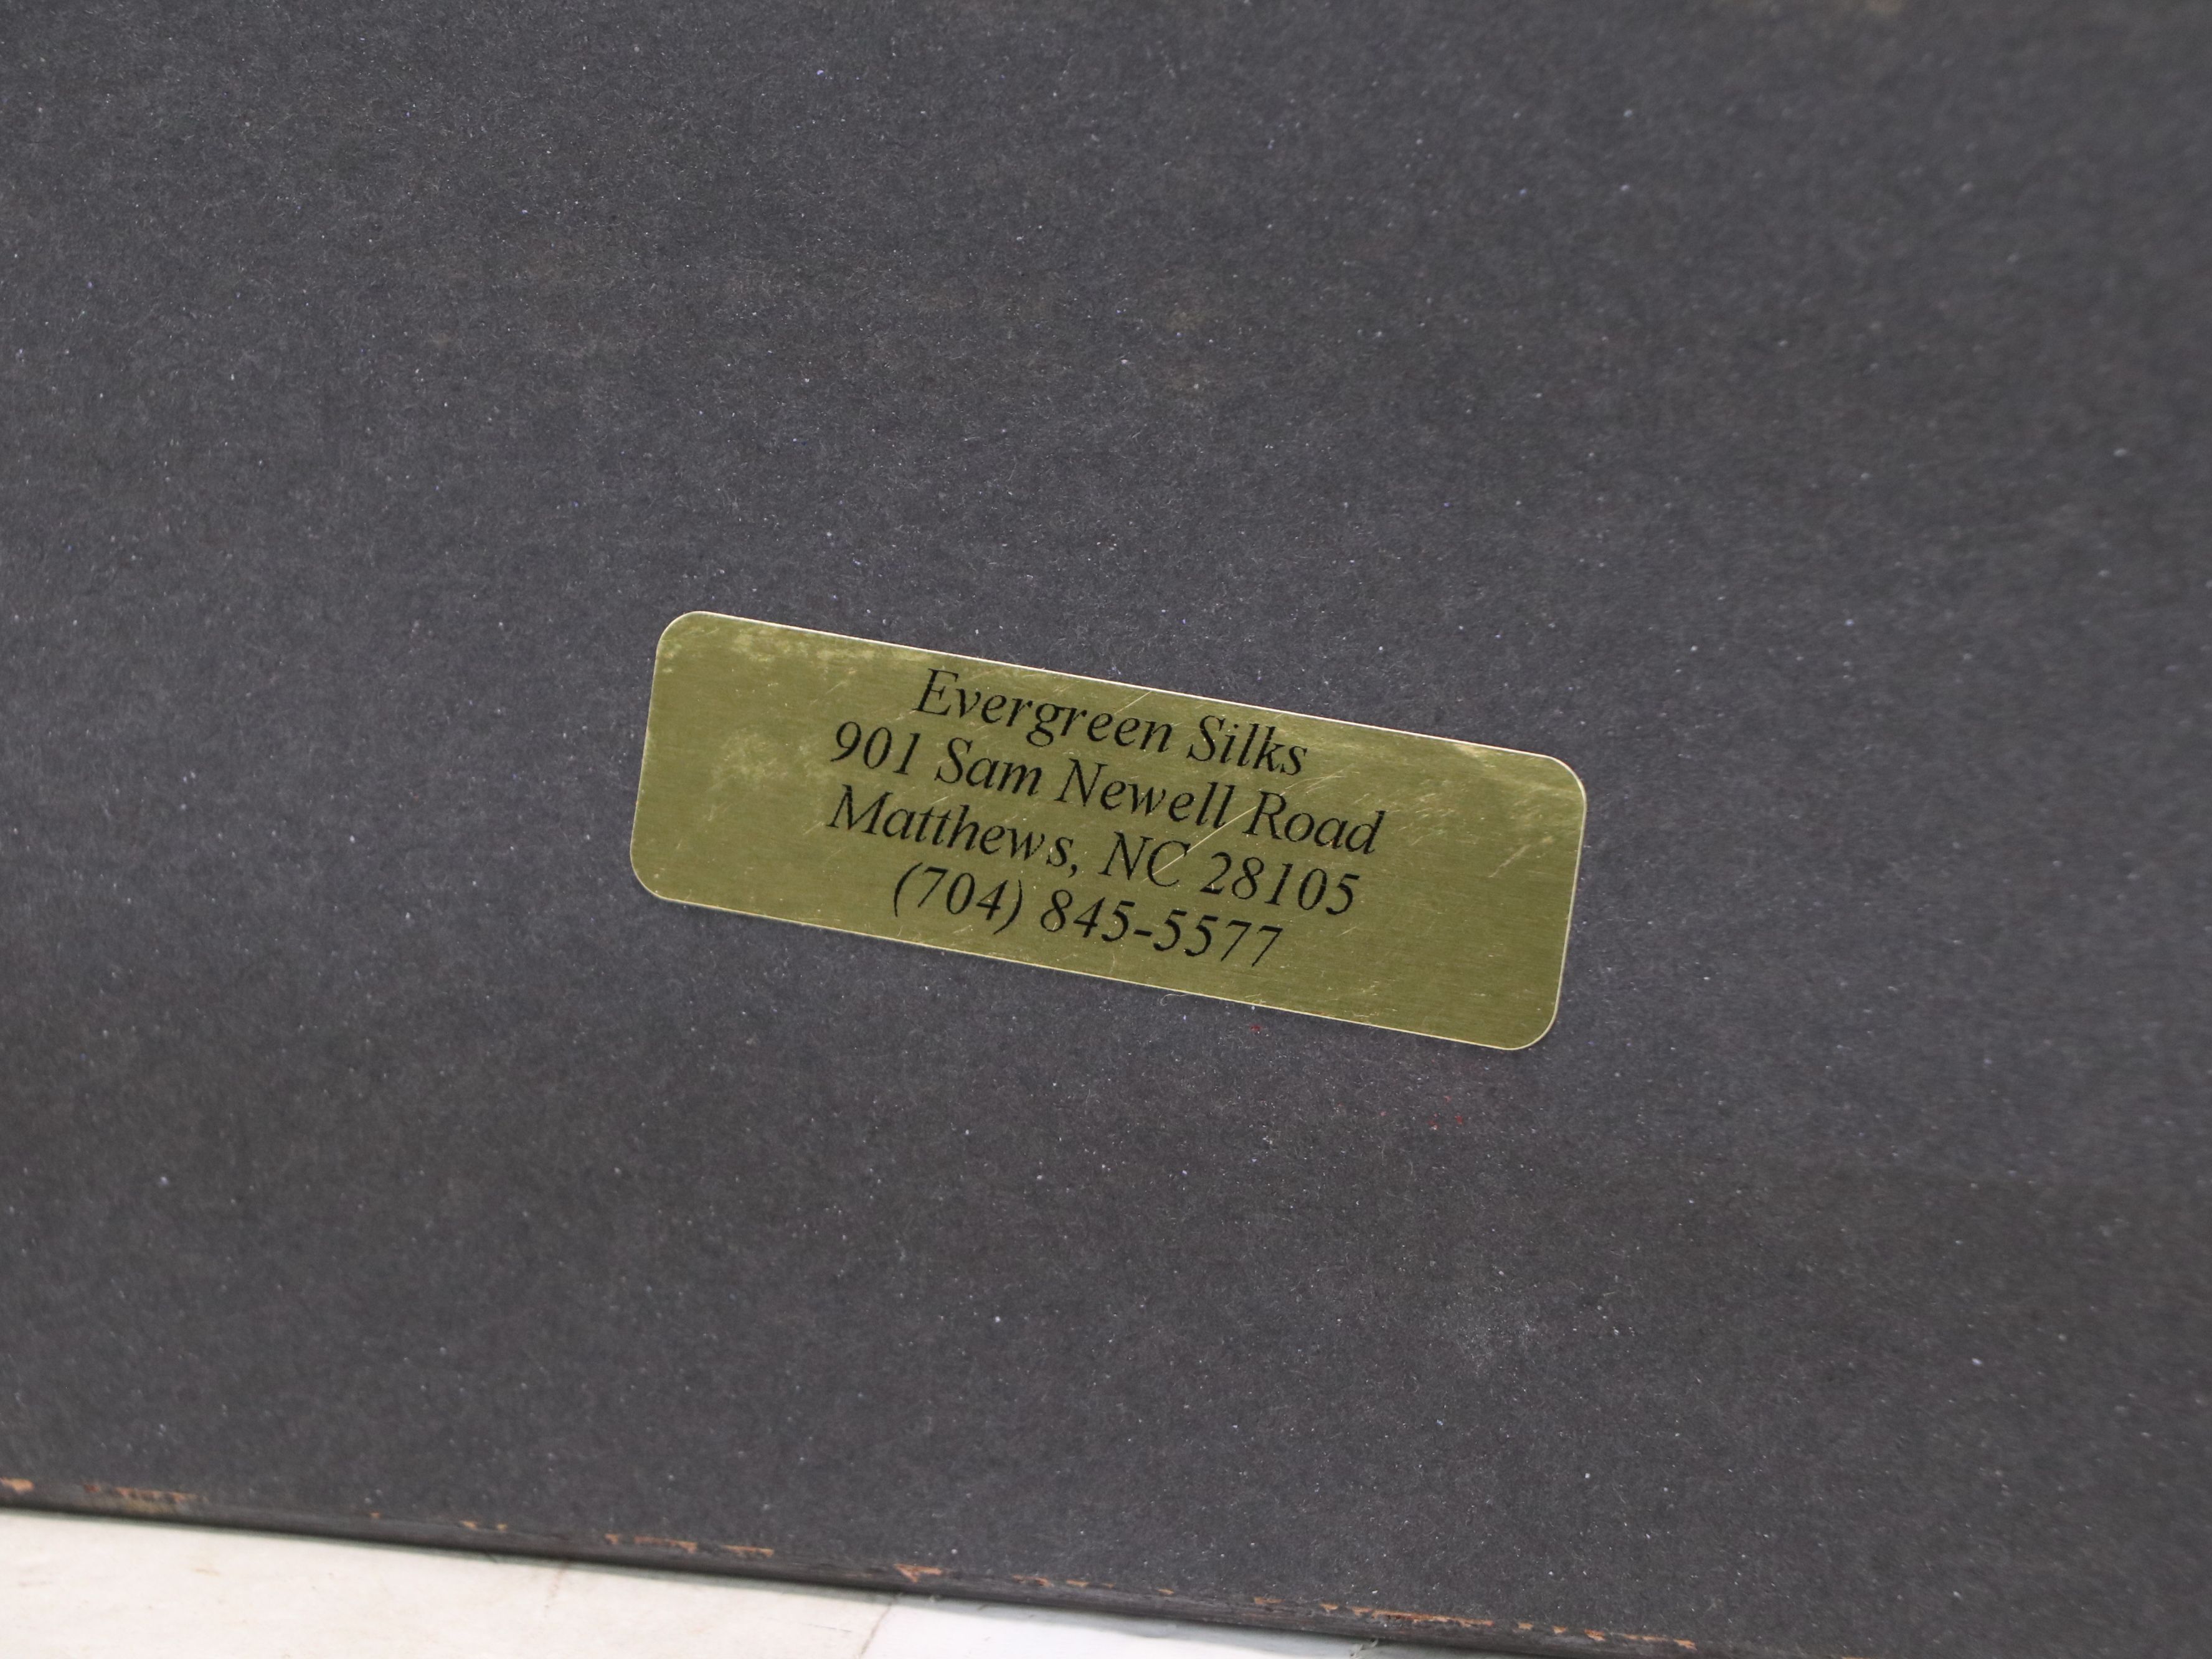 Evergreen Silks
901 Sam Newell Road
Matthews, NC 28105
(704) 845-5577